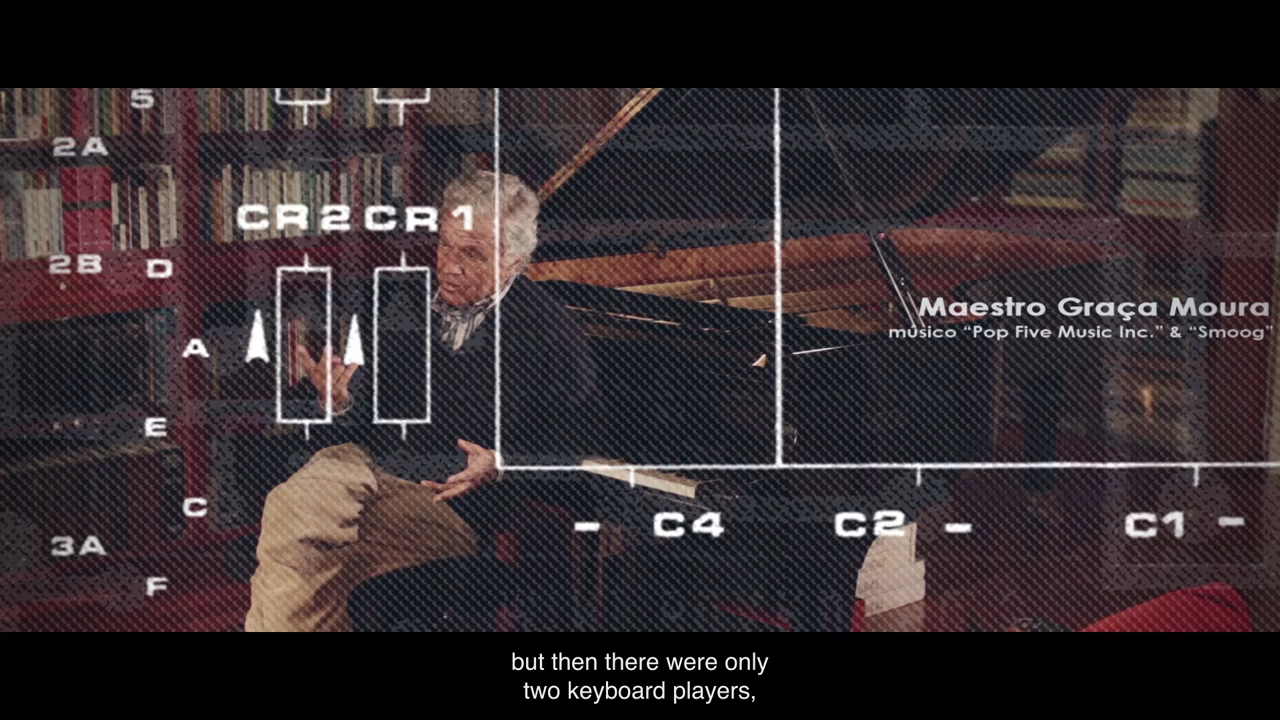 5
2A
CR2 CR1
2B D
Maestro Graça Moura
músico “Pop Five Music Inc.” & “Smoog”
A
E
C
- C4 C2 - C1 -
3A
F
but then there were only
two keyboard players,